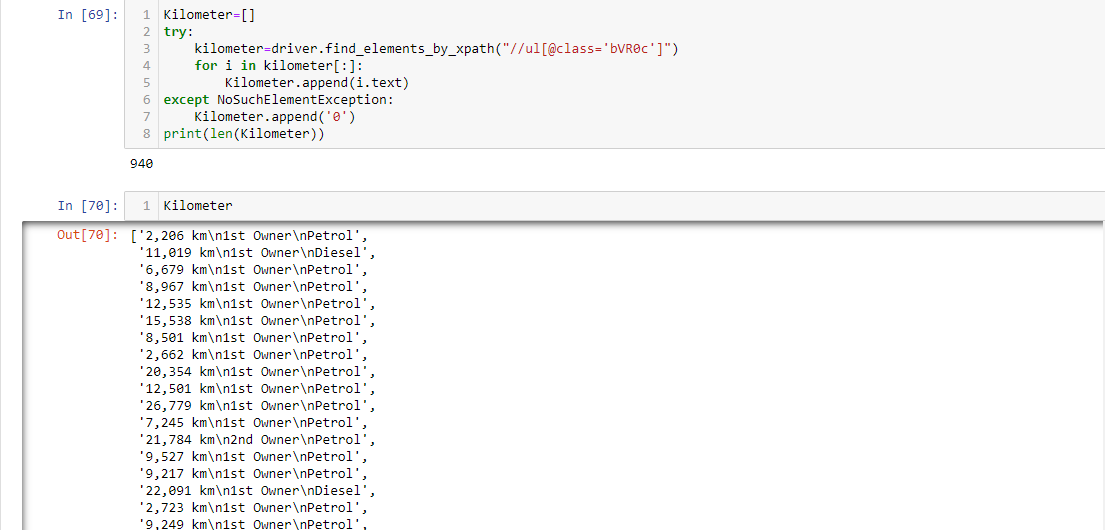 In [69]:
1 Kilometer=[]
2 try:
3     kilometer=driver.find_elements_by_xpath("//ul[@class='bVR0c']")
4     for i in kilometer[:]:
5         Kilometer.append(i.text)
6 except NoSuchElementException:
7     Kilometer.append('0')
8 print(len(Kilometer))
940
In [70]: 1 Kilometer
Out[70]: ['2,206 km\n1st Owner\nPetrol',
'11,019 km\n1st Owner\nDiesel',
'6,679 km\n1st Owner\nPetrol',
'8,967 km\n1st Owner\nPetrol',
'12,535 km\n1st Owner\nPetrol',
'15,538 km\n1st Owner\nPetrol',
'8,501 km\n1st Owner\nPetrol',
'2,662 km\n1st Owner\nPetrol',
'20,354 km\n1st Owner\nPetrol',
'12,501 km\n1st Owner\nPetrol',
'26,779 km\n1st Owner\nPetrol',
'7,245 km\n1st Owner\nPetrol',
'21,784 km\n2nd Owner\nPetrol',
'9,527 km\n1st Owner\nPetrol',
'9,217 km\n1st Owner\nPetrol',
'22,091 km\n1st Owner\nDiesel',
'2,723 km\n1st Owner\nPetrol',
'9,249 km\n1st Owner\nPetrol',